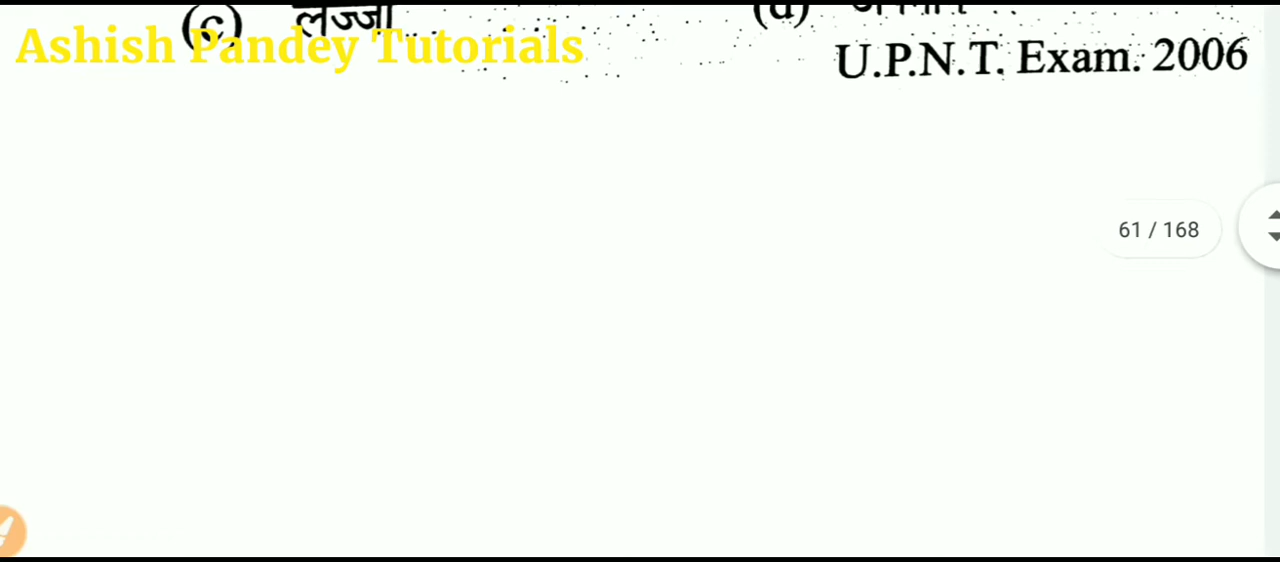 (c) लज्जा (d)
Ashish Pandey Tutorials
U.P.N.T. Exam. 2006
61 / 168